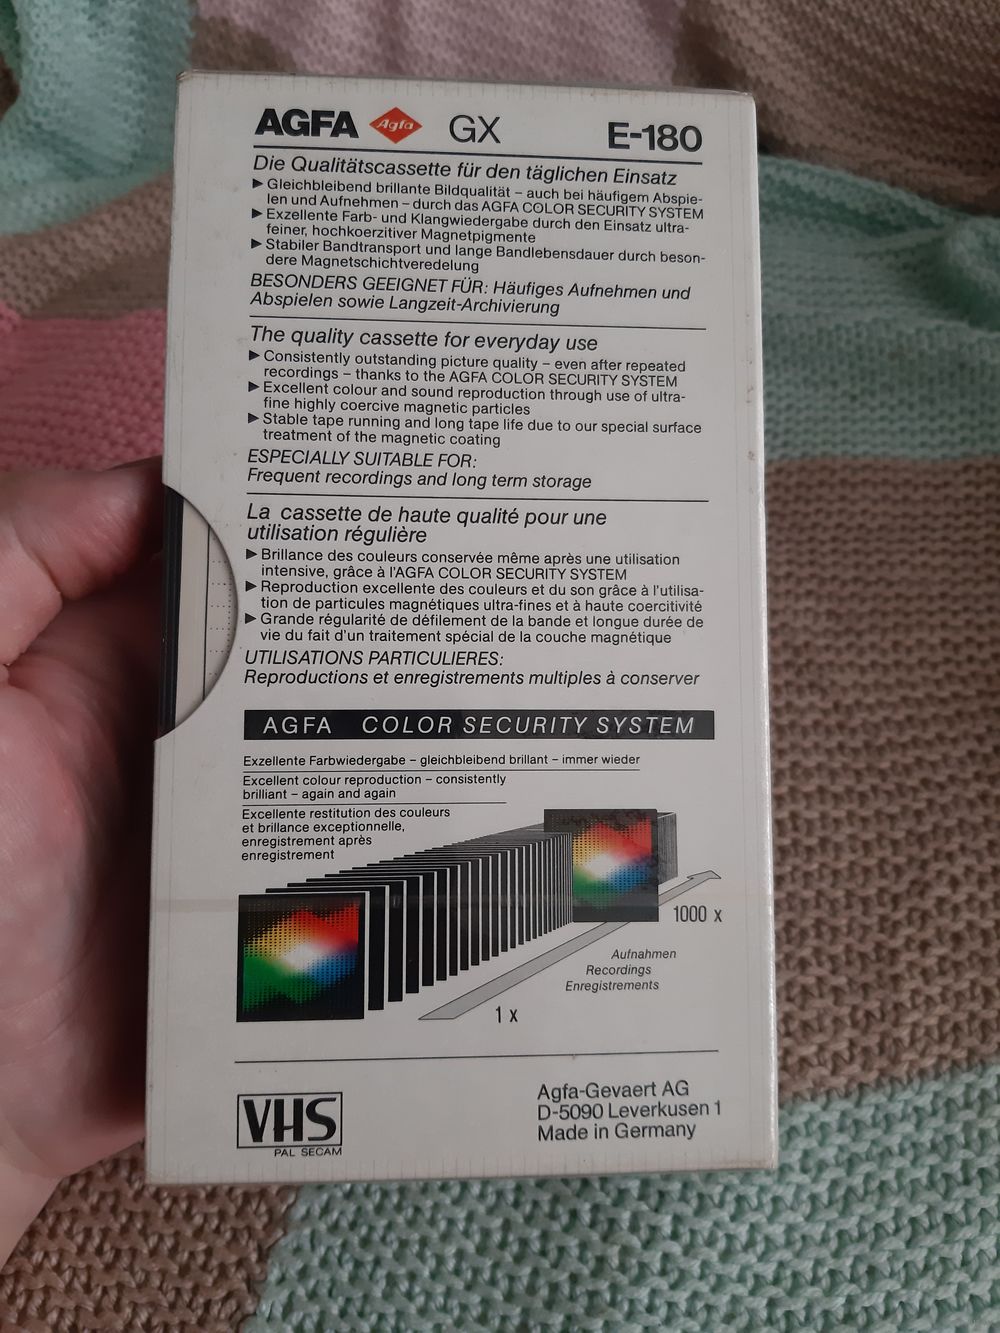 AGFA Agfa GX E-180
Die Qualitätscassette für den täglichen Einsatz
▶ Gleichbleibend brillante Bildqualität – auch bei häufigem Abspie-
len und Aufnehmen – durch das AGFA COLOR SECURITY SYSTEM
▶ Exzellente Farb- und Klangwiedergabe durch den Einsatz ultra-
feiner, hochkoerzitiver Magnetpigmente
▶ Stabiler Bandtransport und lange Bandlebensdauer durch beson-
dere Magnetschichtveredelung
BESONDERS GEEIGNET FÜR: Häufiges Aufnehmen und
Abspielen sowie Langzeit-Archivierung
The quality cassette for everyday use
▶ Consistently outstanding picture quality – even after repeated
recordings – thanks to the AGFA COLOR SECURITY SYSTEM
▶ Excellent colour and sound reproduction through use of ultra-
fine highly coercive magnetic particles
▶ Stable tape running and long tape life due to our special surface
treatment of the magnetic coating
ESPECIALLY SUITABLE FOR:
Frequent recordings and long term storage
La cassette de haute qualité pour une
utilisation régulière
▶ Brillance des couleurs conservée même après une utilisation
intensive, grâce à l'AGFA COLOR SECURITY SYSTEM
▶ Reproduction excellente des couleurs et du son grâce à l'utilisa-
tion de particules magnétiques ultra-fines et à haute coercitivité
▶ Grande régularité de défilement de la bande et longue durée de
vie du fait d'un traitement spécial de la couche magnétique
UTILISATIONS PARTICULIERES:
Reproductions et enregistrements multiples à conserver
AGFA COLOR SECURITY SYSTEM
Exzellente Farbwiedergabe – gleichbleibend brillant – immer wieder
Excellent colour reproduction – consistently
brilliant – again and again
Excellente restitution des couleurs
et brillance exceptionnelle,
enregistrement après
enregistrement
1000 x
Aufnahmen
Recordings
Enregistrements
1 x
VHS
PAL SECAM
Agfa-Gevaert AG
D-5090 Leverkusen 1
Made in Germany